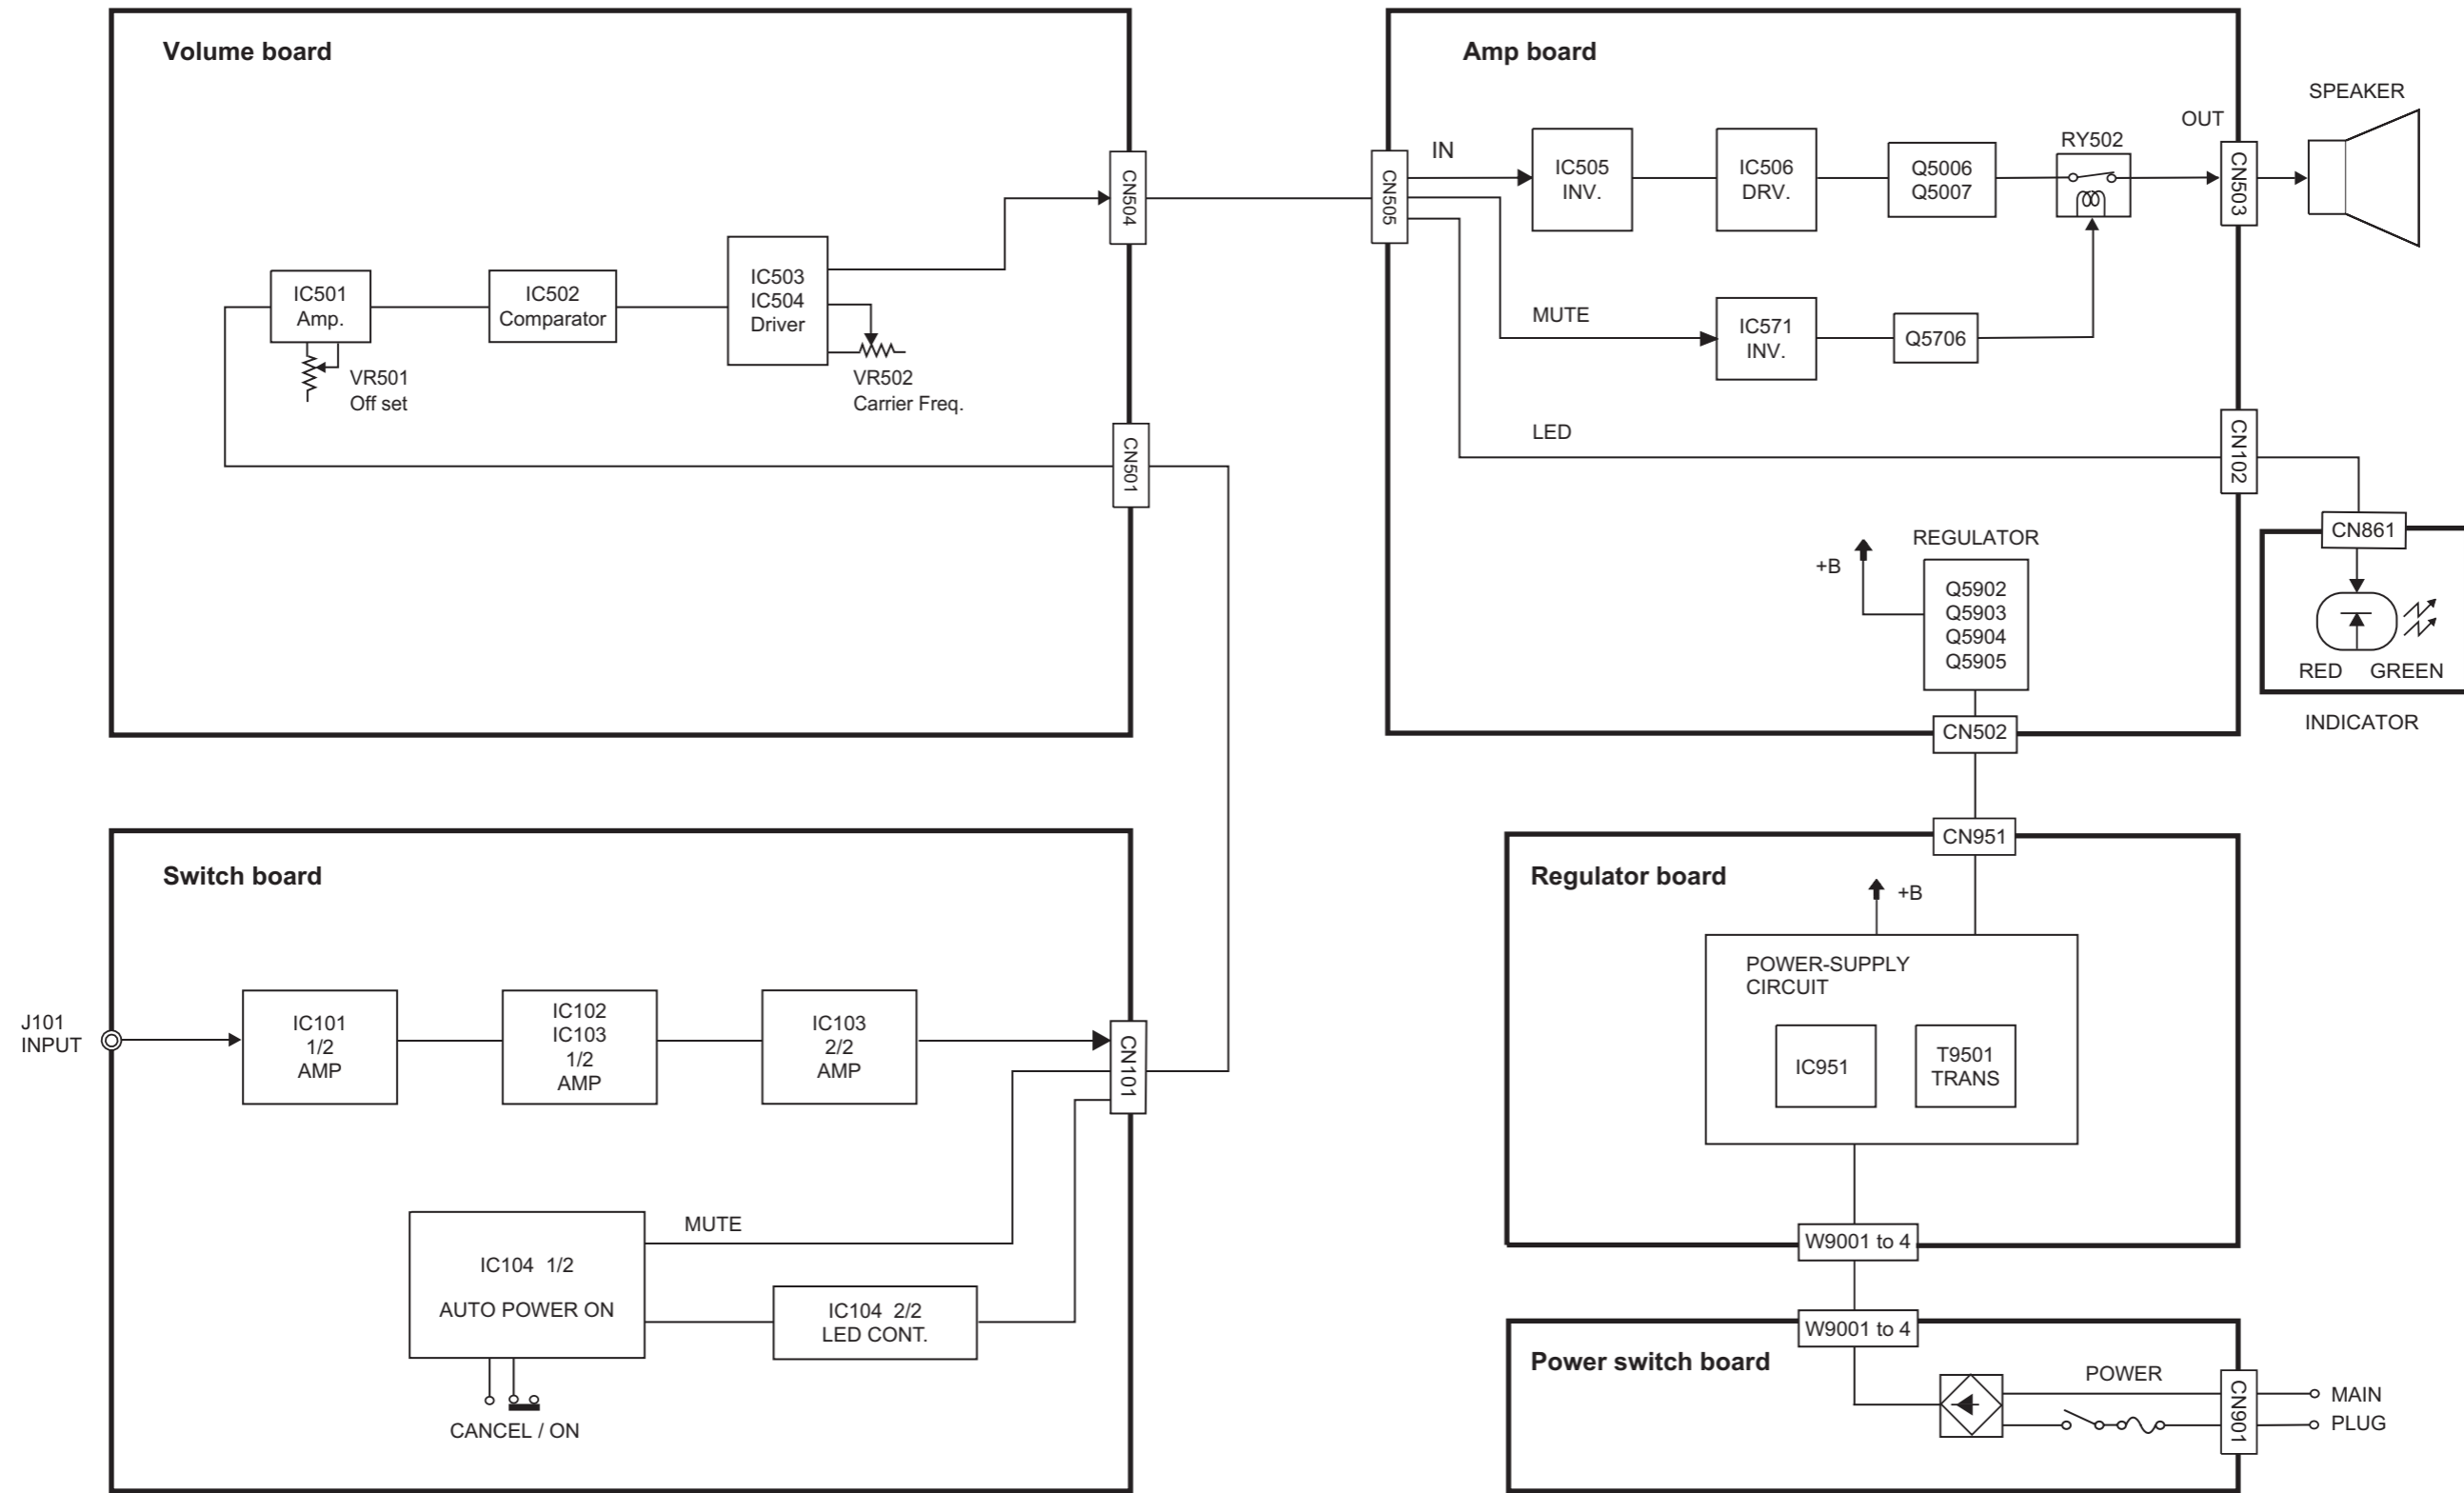 Volume board
CN504
IC501
Amp.
IC502
Comparator
IC503
IC504
Driver
VR501
Off set
VR502
Carrier Freq.
CN501
Amp board
SPEAKER
OUT
IN
RY502
CN505
IC505
INV.
IC506
DRV.
Q5006
Q5007
CN503
MUTE
IC571
INV.
Q5706
LED
CN102
CN861
REGULATOR
+B
Q5902
Q5903
Q5904
Q5905
RED GREEN
INDICATOR
CN502
Switch board
J101
INPUT
IC101
1/2
AMP
IC102
IC103
1/2
AMP
IC103
2/2
AMP
CN101
MUTE
IC104 1/2
AUTO POWER ON
IC104 2/2
LED CONT.
CANCEL / ON
CN951
Regulator board
+B
POWER-SUPPLY
CIRCUIT
IC951
T9501
TRANS
W9001 to 4
W9001 to 4
Power switch board
POWER
CN901
MAIN
PLUG